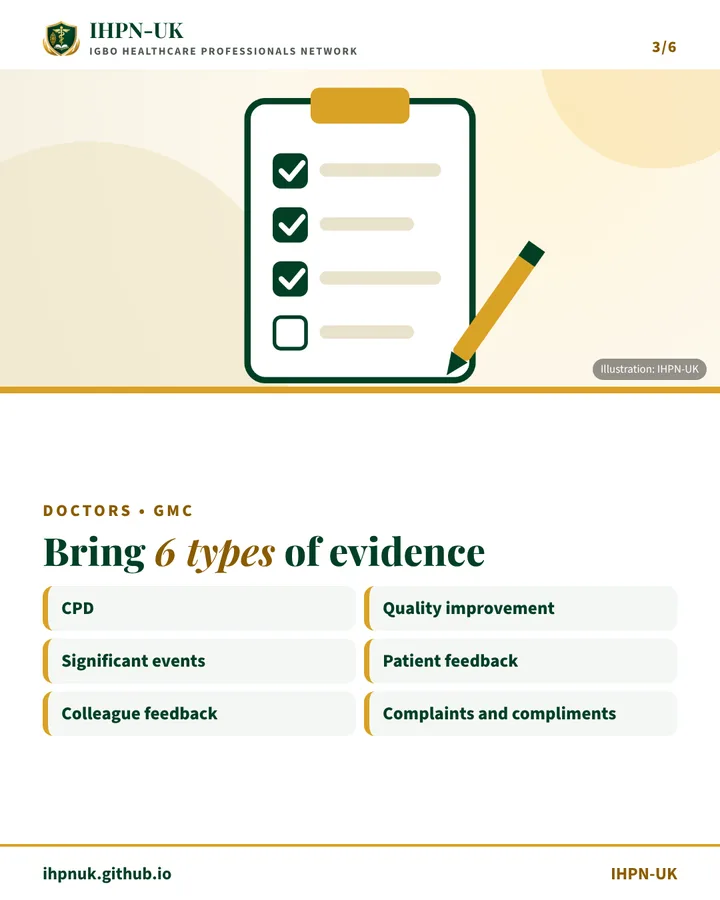 IHPN-UK
IGBO HEALTHCARE PROFESSIONALS NETWORK
3/6
Illustration: IHPN-UK
DOCTORS • GMC
Bring 6 types of evidence
CPD
Quality improvement
Significant events
Patient feedback
Colleague feedback
Complaints and compliments
ihpnuk.github.io
IHPN-UK